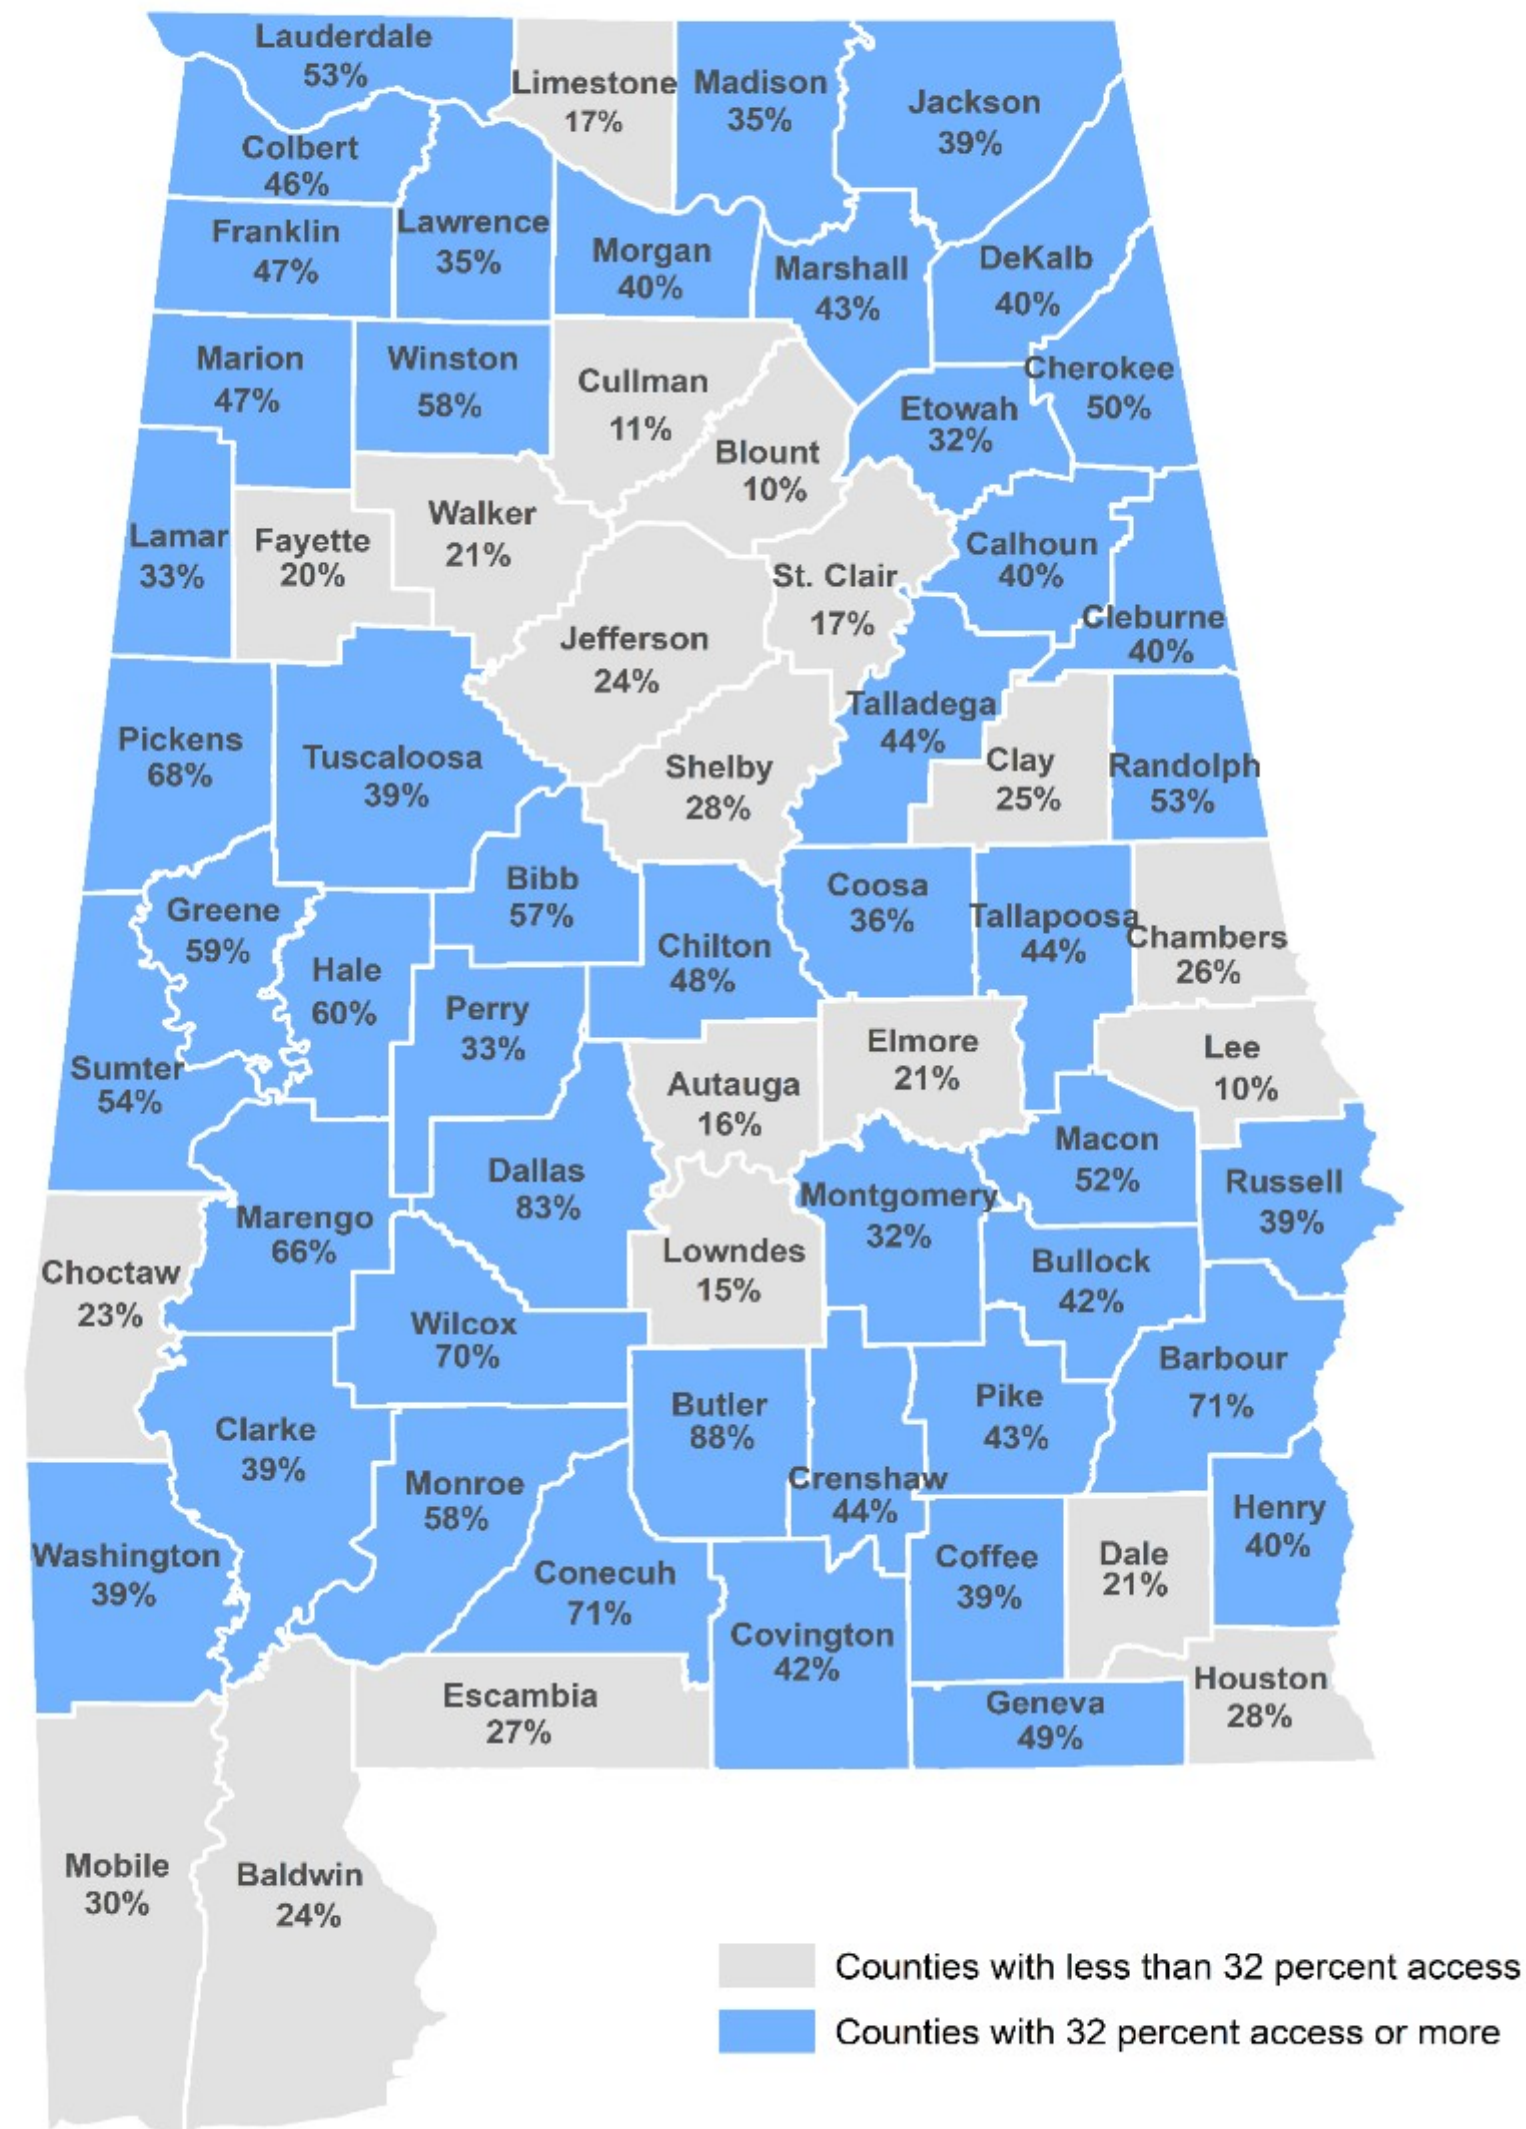 Lauderdale
53%
Limestone
17%
Madison
35%
Jackson
39%
Colbert
46%
Franklin
47%
Lawrence
35%
Morgan
40%
Marshall
43%
DeKalb
40%
Marion
47%
Winston
58%
Cullman
11%
Blount
10%
Etowah
32%
Cherokee
50%
Lamar
33%
Fayette
20%
Walker
21%
Jefferson
24%
St. Clair
17%
Calhoun
40%
Cleburne
40%
Pickens
68%
Tuscaloosa
39%
Shelby
28%
Talladega
44%
Clay
25%
Randolph
53%
Greene
59%
Hale
60%
Bibb
57%
Chilton
48%
Coosa
36%
Tallapoosa
44%
Chambers
26%
Sumter
54%
Perry
33%
Autauga
16%
Elmore
21%
Lee
10%
Marengo
66%
Dallas
83%
Lowndes
15%
Montgomery
32%
Macon
52%
Russell
39%
Choctaw
23%
Wilcox
70%
Bullock
42%
Clarke
39%
Monroe
58%
Butler
88%
Crenshaw
44%
Pike
43%
Barbour
71%
Washington
39%
Conecuh
71%
Covington
42%
Coffee
39%
Dale
21%
Henry
40%
Escambia
27%
Geneva
49%
Houston
28%
Mobile
30%
Baldwin
24%
Counties with less than 32 percent access
Counties with 32 percent access or more